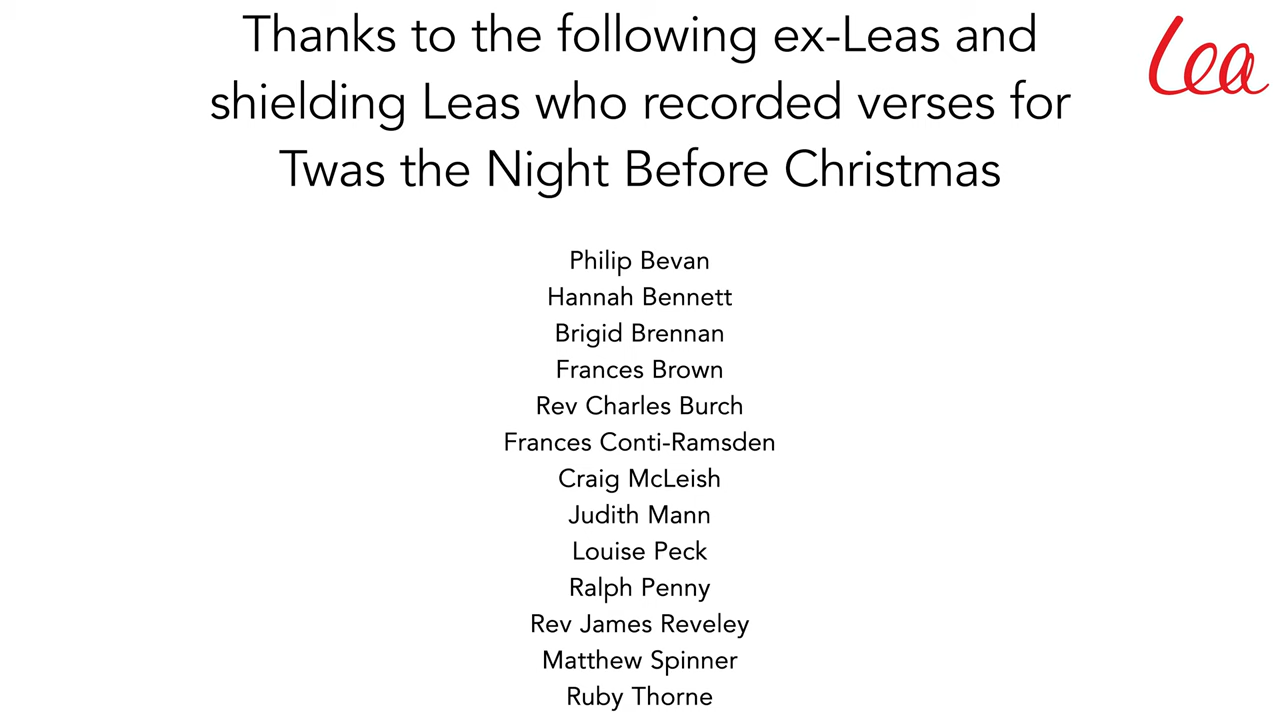 Thanks to the following ex-Leas and
shielding Leas who recorded verses for
Twas the Night Before Christmas
Lea
Philip Bevan
Hannah Bennett
Brigid Brennan
Frances Brown
Rev Charles Burch
Frances Conti-Ramsden
Craig McLeish
Judith Mann
Louise Peck
Ralph Penny
Rev James Reveley
Matthew Spinner
Ruby Thorne